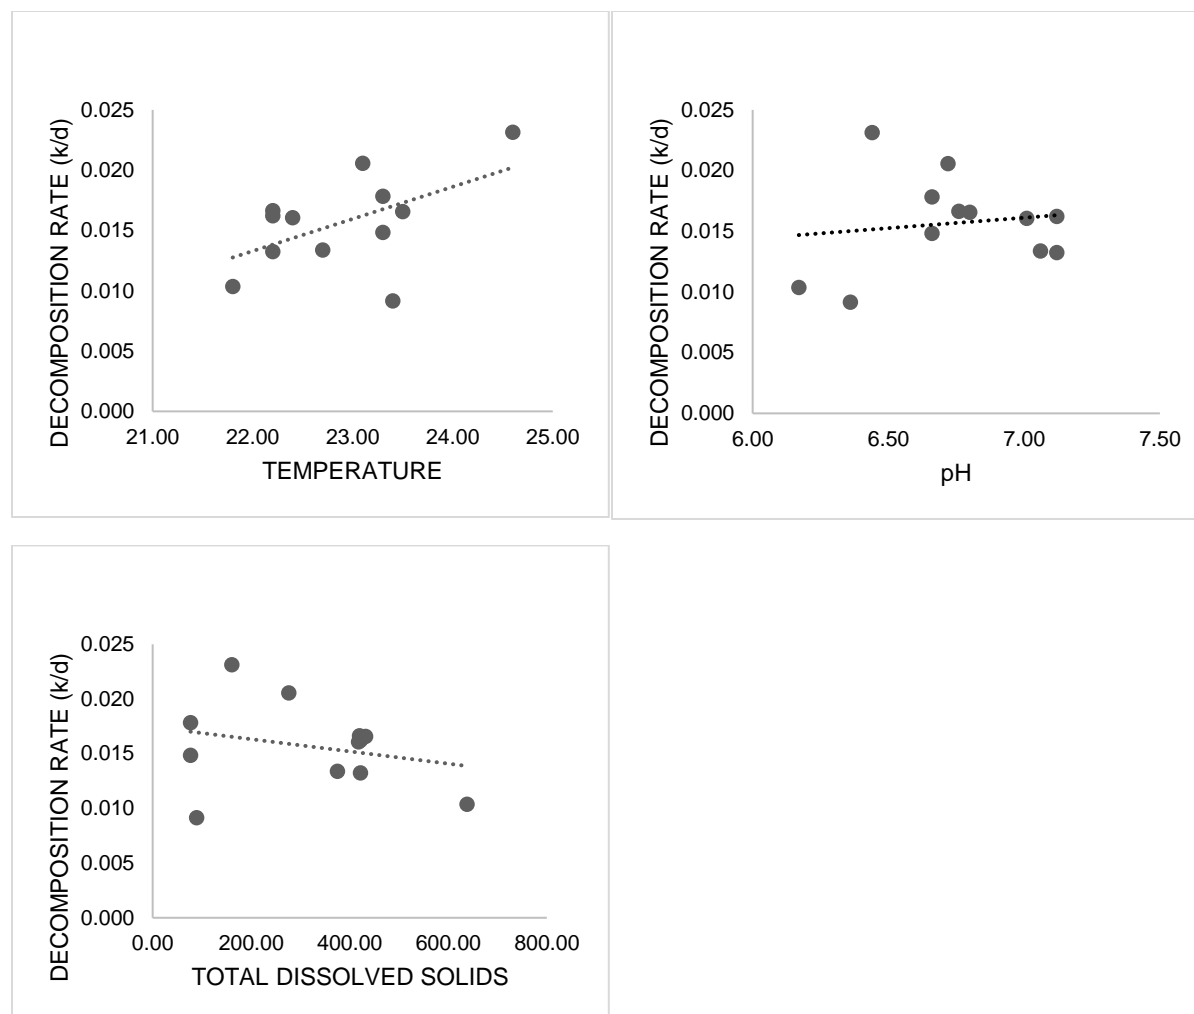 DECOMPOSITION RATE (k/d)
0.025
0.020
0.015
0.010
0.005
0.000
21.00 22.00 23.00 24.00 25.00
TEMPERATURE
DECOMPOSITION RATE (k/d)
0.025
0.020
0.015
0.010
0.005
0.000
6.00 6.50 7.00 7.50
pH
DECOMPOSITION RATE (k/d)
0.025
0.020
0.015
0.010
0.005
0.000
0.00 200.00 400.00 600.00 800.00
TOTAL DISSOLVED SOLIDS